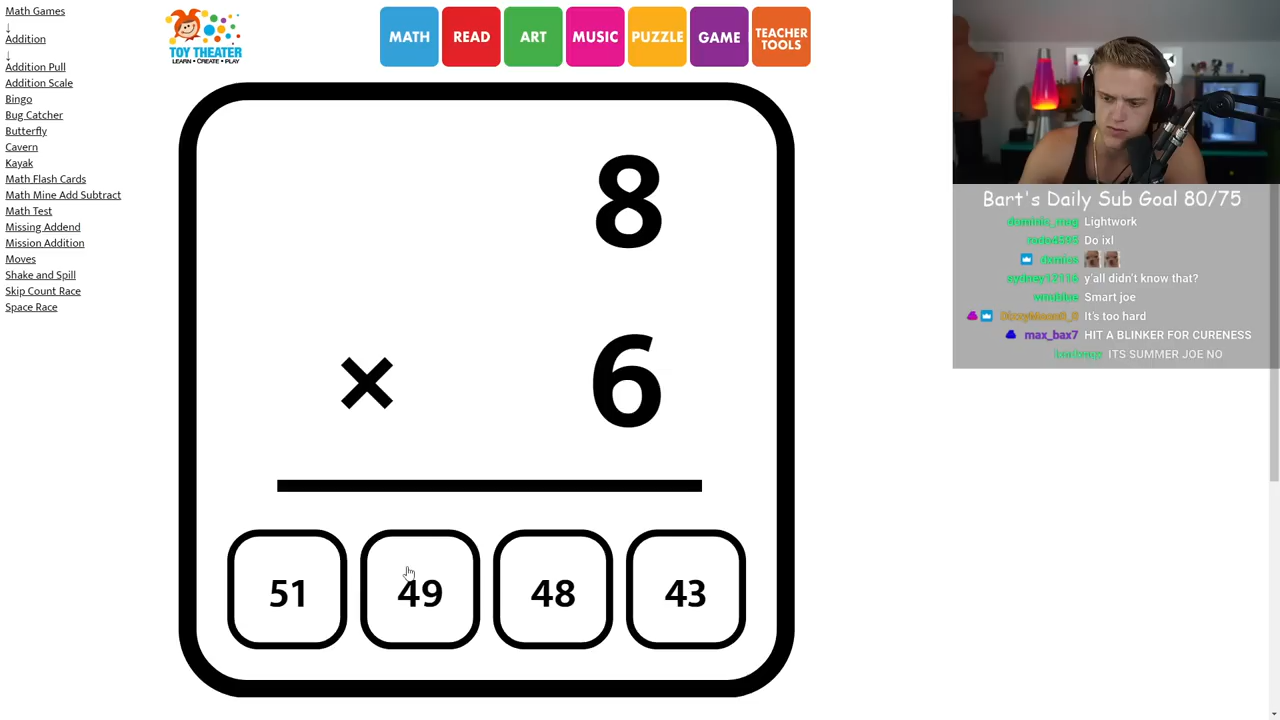 Math Games
↓
Addition
↓
Addition Pull
Addition Scale
Bingo
Bug Catcher
Butterfly
Cavern
Kayak
Math Flash Cards
Math Mine Add Subtract
Math Test
Missing Addend
Mission Addition
Moves
Shake and Spill
Skip Count Race
Space Race
TOY THEATER
LEARN • CREATE • PLAY
MATH
READ
ART
MUSIC
PUZZLE
GAME
TEACHER
TOOLS
8
× 6
51 49 48 43
Bart's Daily Sub Goal 80/75
Lightwork
Do ixl
y'all didn't know that?
Smart joe
It's too hard
max_bax7 HIT A BLINKER FOR CURENESS
ITS SUMMER JOE NO